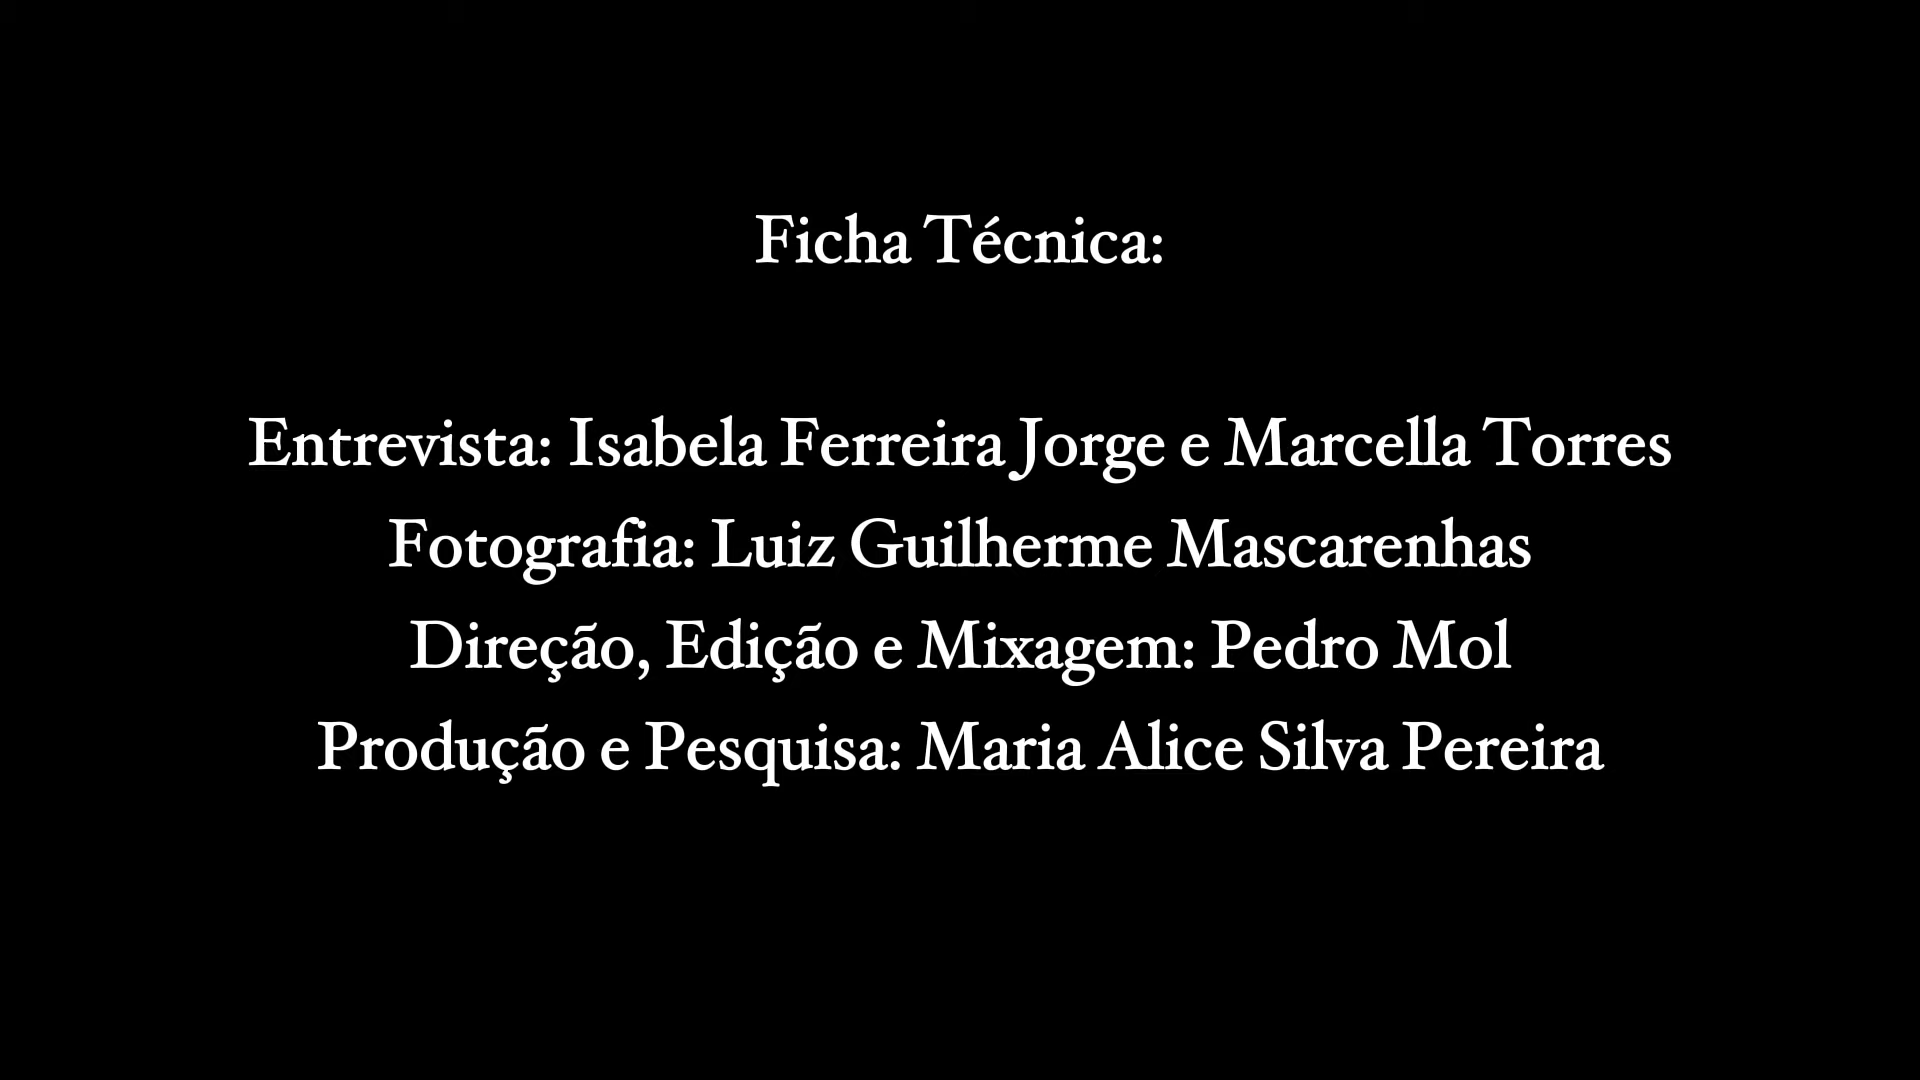 Ficha Técnica:
Entrevista: Isabela Ferreira Jorge e Marcella Torres
Fotografia: Luiz Guilherme Mascarenhas
Direção, Edição e Mixagem: Pedro Mol
Produção e Pesquisa: Maria Alice Silva Pereira